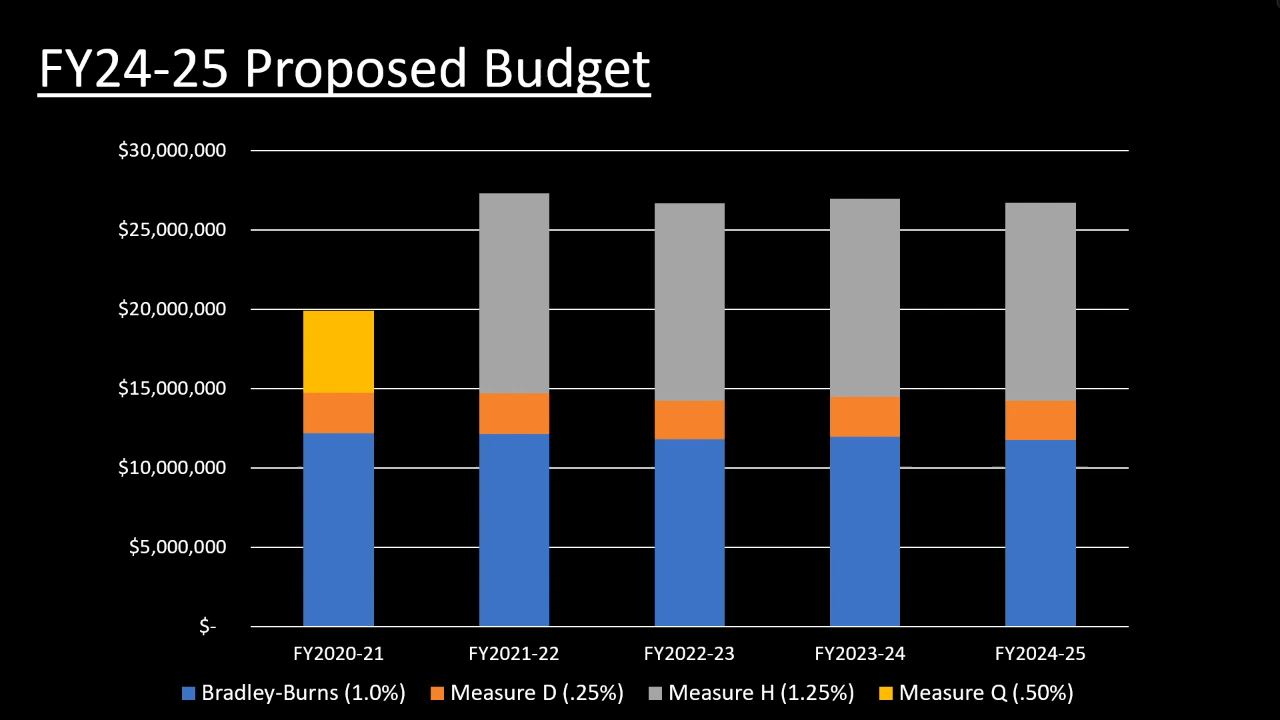 FY24-25 Proposed Budget
$30,000,000
$25,000,000
$20,000,000
$15,000,000
$10,000,000
$5,000,000
$-
FY2020-21 FY2021-22 FY2022-23 FY2023-24 FY2024-25
Bradley-Burns (1.0%) Measure D (.25%) Measure H (1.25%) Measure Q (.50%)